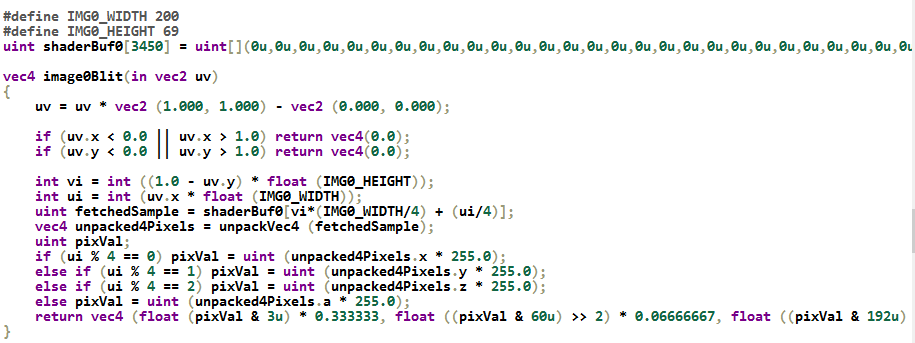 #define IMG0_WIDTH 200
#define IMG0_HEIGHT 69
uint shaderBuf0[3450] = uint[](0u,0u,0u,0u,0u,0u,0u,0u,0u,0u,0u,0u,0u,0u,0u,0u,0u,0u,0u,0u,0u,0u,0u,0u,0u,0u,0u,0u
vec4 image0Blit(in vec2 uv)
{
uv = uv * vec2 (1.000, 1.000) - vec2 (0.000, 0.000);
if (uv.x < 0.0 || uv.x > 1.0) return vec4(0.0);
if (uv.y < 0.0 || uv.y > 1.0) return vec4(0.0);
int vi = int ((1.0 - uv.y) * float (IMG0_HEIGHT));
int ui = int (uv.x * float (IMG0_WIDTH));
uint fetchedSample = shaderBuf0[vi*(IMG0_WIDTH/4) + (ui/4)];
vec4 unpacked4Pixels = unpackVec4 (fetchedSample);
uint pixVal;
if (ui % 4 == 0) pixVal = uint (unpacked4Pixels.x * 255.0);
else if (ui % 4 == 1) pixVal = uint (unpacked4Pixels.y * 255.0);
else if (ui % 4 == 2) pixVal = uint (unpacked4Pixels.z * 255.0);
else pixVal = uint (unpacked4Pixels.a * 255.0);
return vec4 (float (pixVal & 3u) * 0.333333, float ((pixVal & 60u) >> 2) * 0.06666667, float ((pixVal & 192u)
}